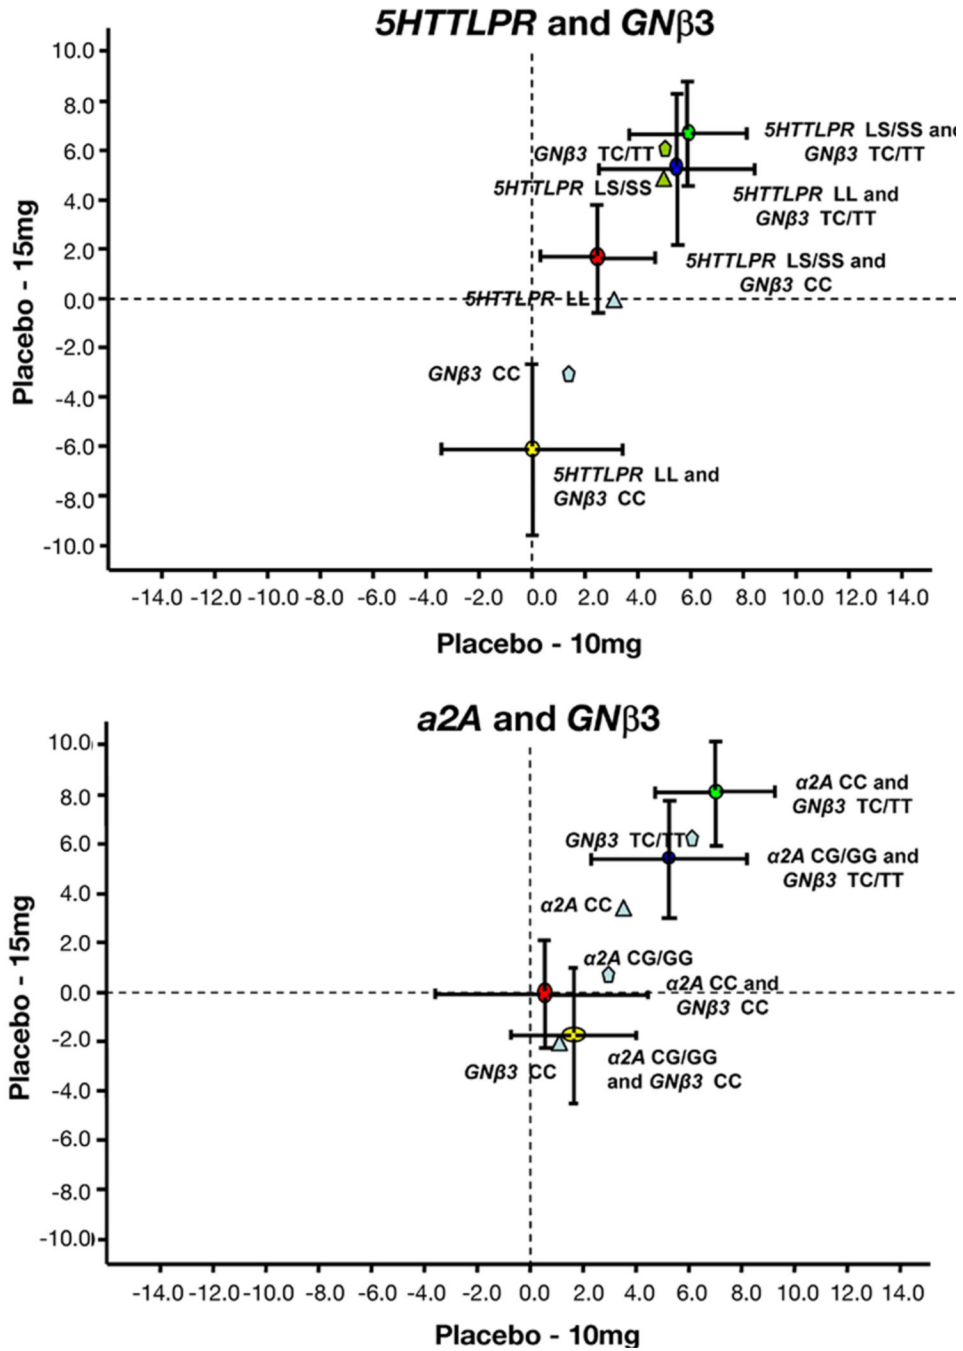 5HTTLPR and GNβ3
10.0
8.0
6.0
4.0
2.0
0.0
-2.0
-4.0
-6.0
-8.0
-10.0
Placebo - 15mg
5HTTLPR LS/SS and
GNβ3 TC/TT
GNβ3 TC/TT
5HTTLPR LS/SS
5HTTLPR LL and
GNβ3 TC/TT
5HTTLPR LS/SS and
GNβ3 CC
5HTTLPR LL
GNβ3 CC
5HTTLPR LL and
GNβ3 CC
-14.0 -12.0 -10.0 -8.0 -6.0 -4.0 -2.0 0.0 2.0 4.0 6.0 8.0 10.0 12.0 14.0
Placebo - 10mg
a2A and GNβ3
10.0
8.0
6.0
4.0
2.0
0.0
-2.0
-4.0
-6.0
-8.0
-10.0
Placebo - 15mg
α2A CC and
GNβ3 TC/TT
GNβ3 TC/TT
α2A CG/GG and
GNβ3 TC/TT
α2A CC
α2A CG/GG
α2A CC and
GNβ3 CC
GNβ3 CC
α2A CG/GG
and GNβ3 CC
-14.0 -12.0 -10.0 -8.0 -6.0 -4.0 -2.0 0.0 2.0 4.0 6.0 8.0 10.0 12.0 14.0
Placebo - 10mg